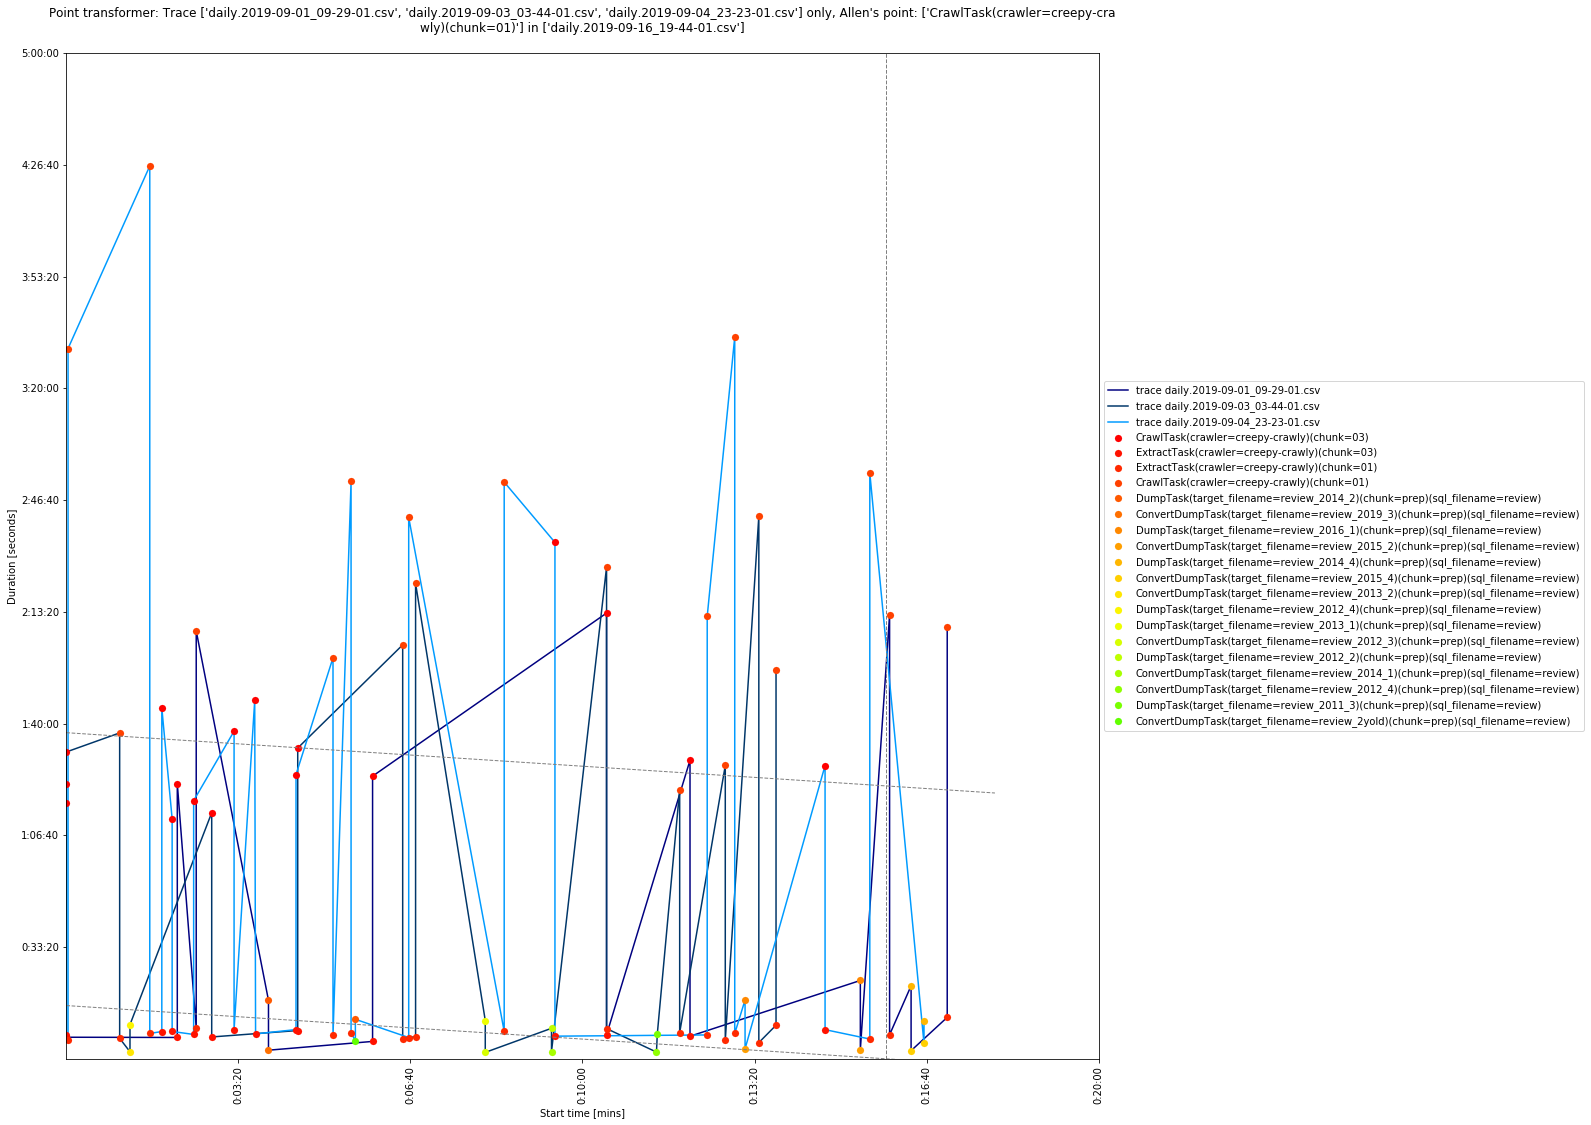 Point transformer: Trace ['daily.2019-09-01_09-29-01.csv', 'daily.2019-09-03_03-44-01.csv', 'daily.2019-09-04_23-23-01.csv'] only, Allen's point: ['CrawlTask(crawler=creepy-cra
wly)(chunk=01)'] in ['daily.2019-09-16_19-44-01.csv']
5:00:00
4:26:40
3:53:20
3:20:00
2:46:40
2:13:20
1:40:00
1:06:40
0:33:20
Duration [seconds]
0:03:20
0:06:40
0:10:00
0:13:20
0:16:40
0:20:00
Start time [mins]
trace daily.2019-09-01_09-29-01.csv
trace daily.2019-09-03_03-44-01.csv
trace daily.2019-09-04_23-23-01.csv
CrawlTask(crawler=creepy-crawly)(chunk=03)
ExtractTask(crawler=creepy-crawly)(chunk=03)
ExtractTask(crawler=creepy-crawly)(chunk=01)
CrawlTask(crawler=creepy-crawly)(chunk=01)
DumpTask(target_filename=review_2014_2)(chunk=prep)(sql_filename=review)
ConvertDumpTask(target_filename=review_2019_3)(chunk=prep)(sql_filename=review)
DumpTask(target_filename=review_2016_1)(chunk=prep)(sql_filename=review)
ConvertDumpTask(target_filename=review_2015_2)(chunk=prep)(sql_filename=review)
DumpTask(target_filename=review_2014_4)(chunk=prep)(sql_filename=review)
ConvertDumpTask(target_filename=review_2015_4)(chunk=prep)(sql_filename=review)
ConvertDumpTask(target_filename=review_2013_2)(chunk=prep)(sql_filename=review)
DumpTask(target_filename=review_2012_4)(chunk=prep)(sql_filename=review)
DumpTask(target_filename=review_2013_1)(chunk=prep)(sql_filename=review)
ConvertDumpTask(target_filename=review_2012_3)(chunk=prep)(sql_filename=review)
DumpTask(target_filename=review_2012_2)(chunk=prep)(sql_filename=review)
ConvertDumpTask(target_filename=review_2014_1)(chunk=prep)(sql_filename=review)
ConvertDumpTask(target_filename=review_2012_4)(chunk=prep)(sql_filename=review)
DumpTask(target_filename=review_2011_3)(chunk=prep)(sql_filename=review)
ConvertDumpTask(target_filename=review_2yold)(chunk=prep)(sql_filename=review)